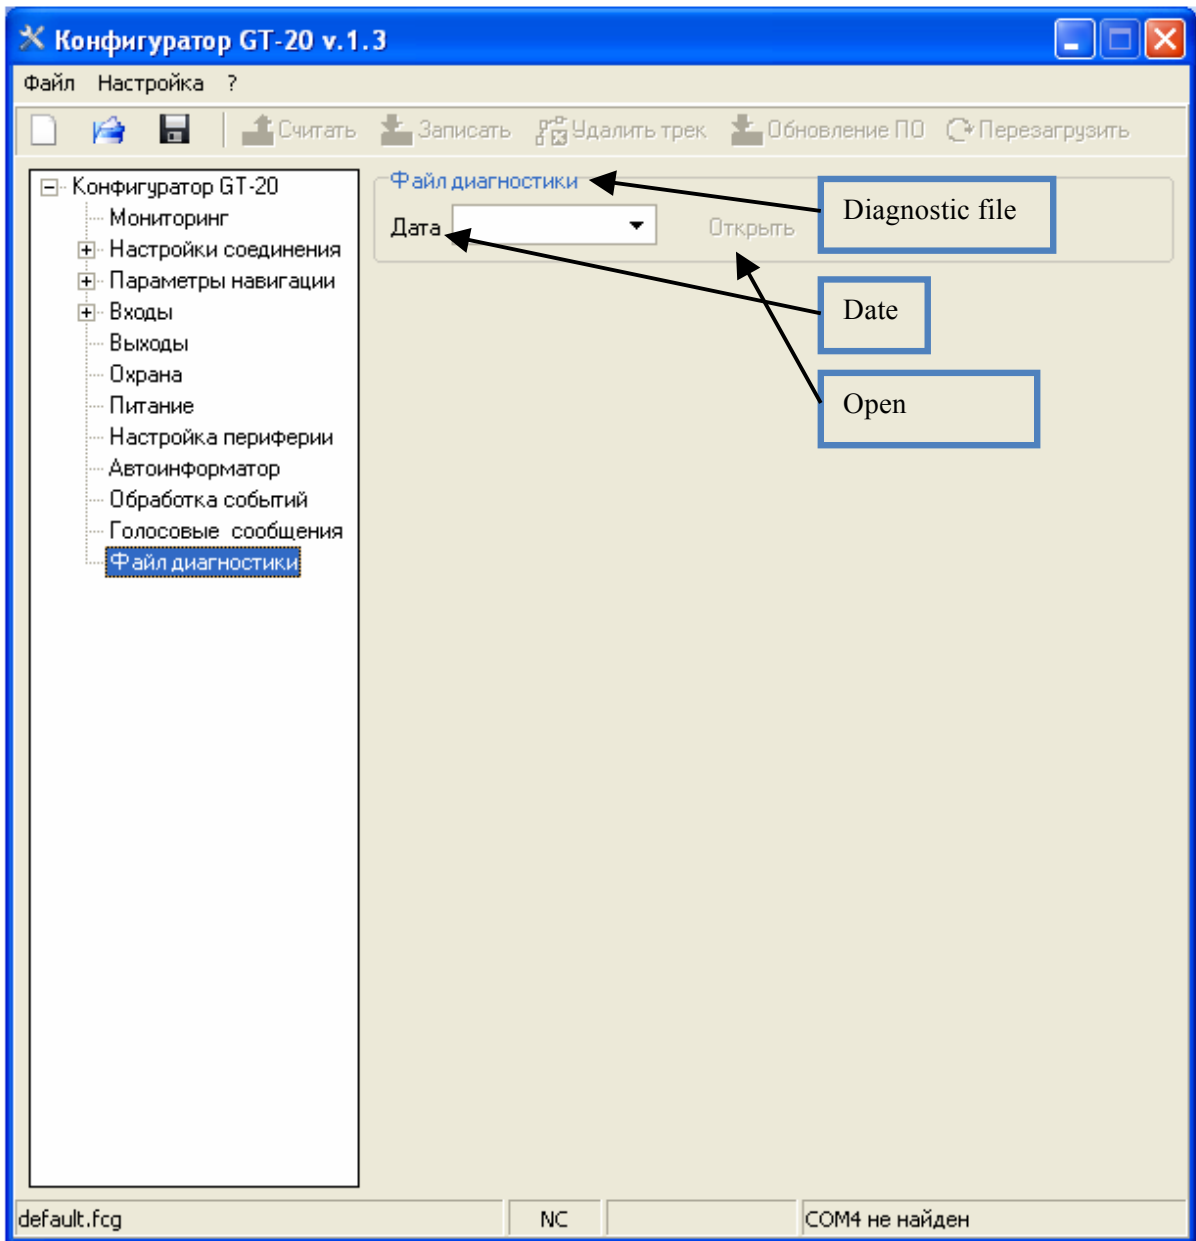 Конфигуратор GT-20 v.1.3
Файл Настройка ?
Считать Записать Удалить трек Обновление ПО Перезагрузить
Конфигуратор GT-20
Мониторинг
Настройки соединения
Параметры навигации
Входы
Выходы
Охрана
Питание
Настройка периферии
Автоинформатор
Обработка событий
Голосовые сообщения
Файл диагностики
Файл диагностики
Дата
Открыть
Diagnostic file
Date
Open
default.fcg NC COM4 не найден